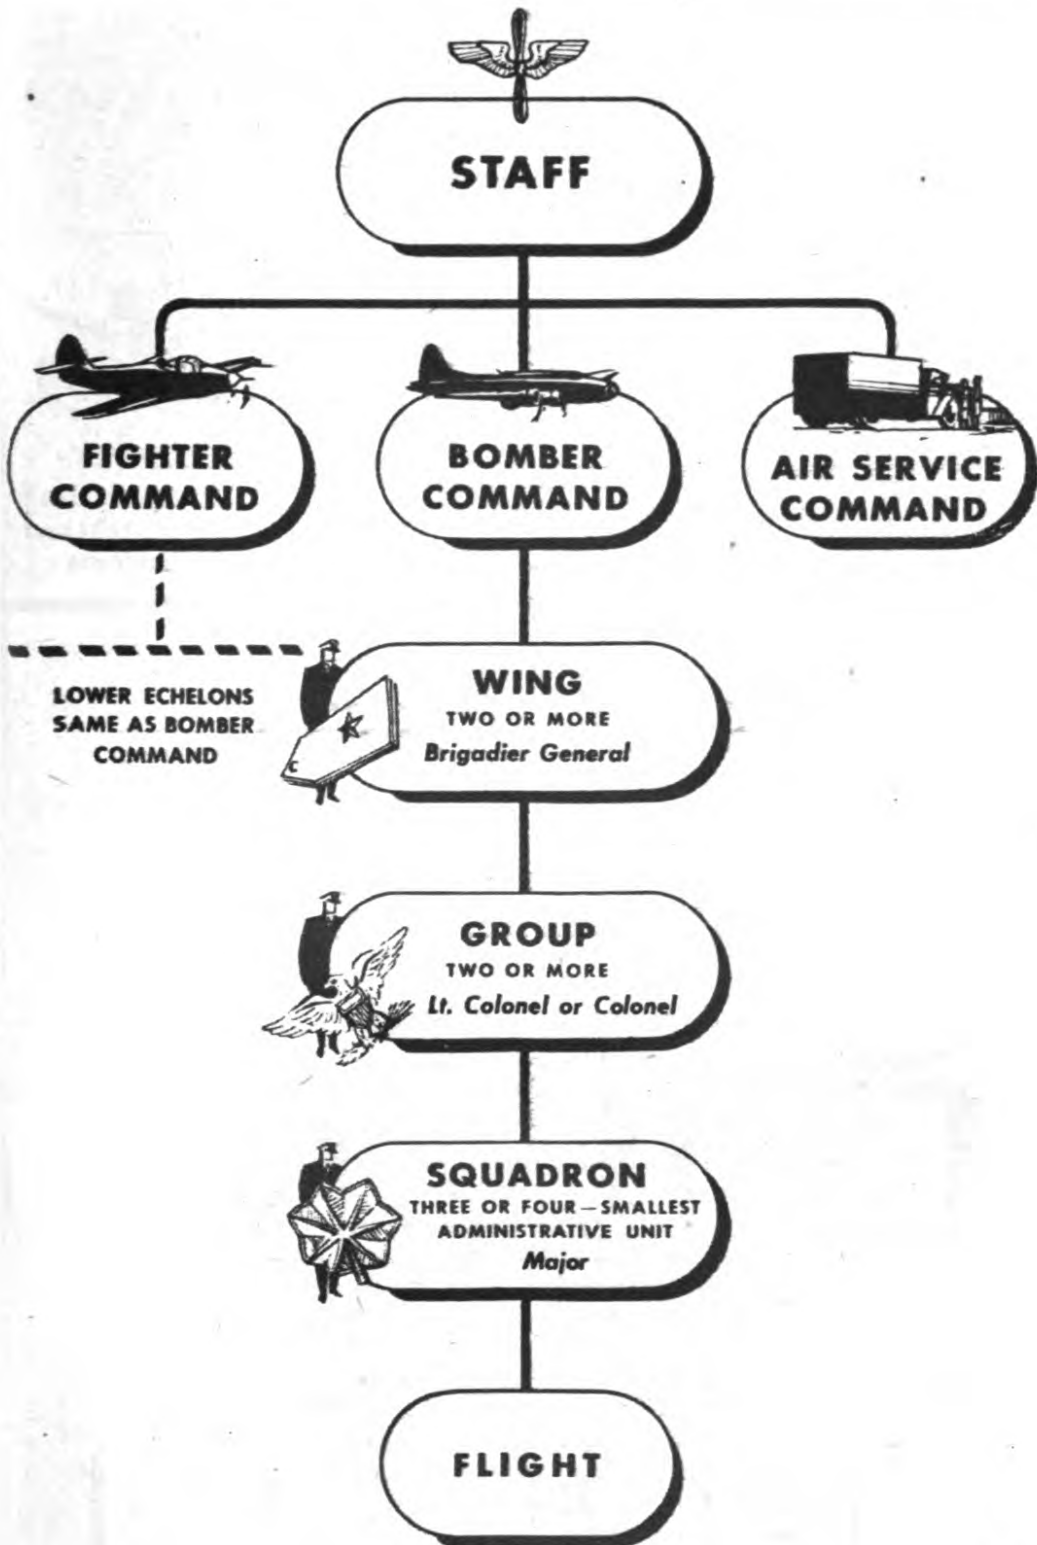 STAFF
FIGHTER
COMMAND
BOMBER
COMMAND
AIR SERVICE
COMMAND
LOWER ECHELONS
SAME AS BOMBER
COMMAND
WING
TWO OR MORE
Brigadier General
C
GROUP
TWO OR MORE
Lt. Colonel or Colonel
SQUADRON
THREE OR FOUR—SMALLEST
ADMINISTRATIVE UNIT
Major
FLIGHT